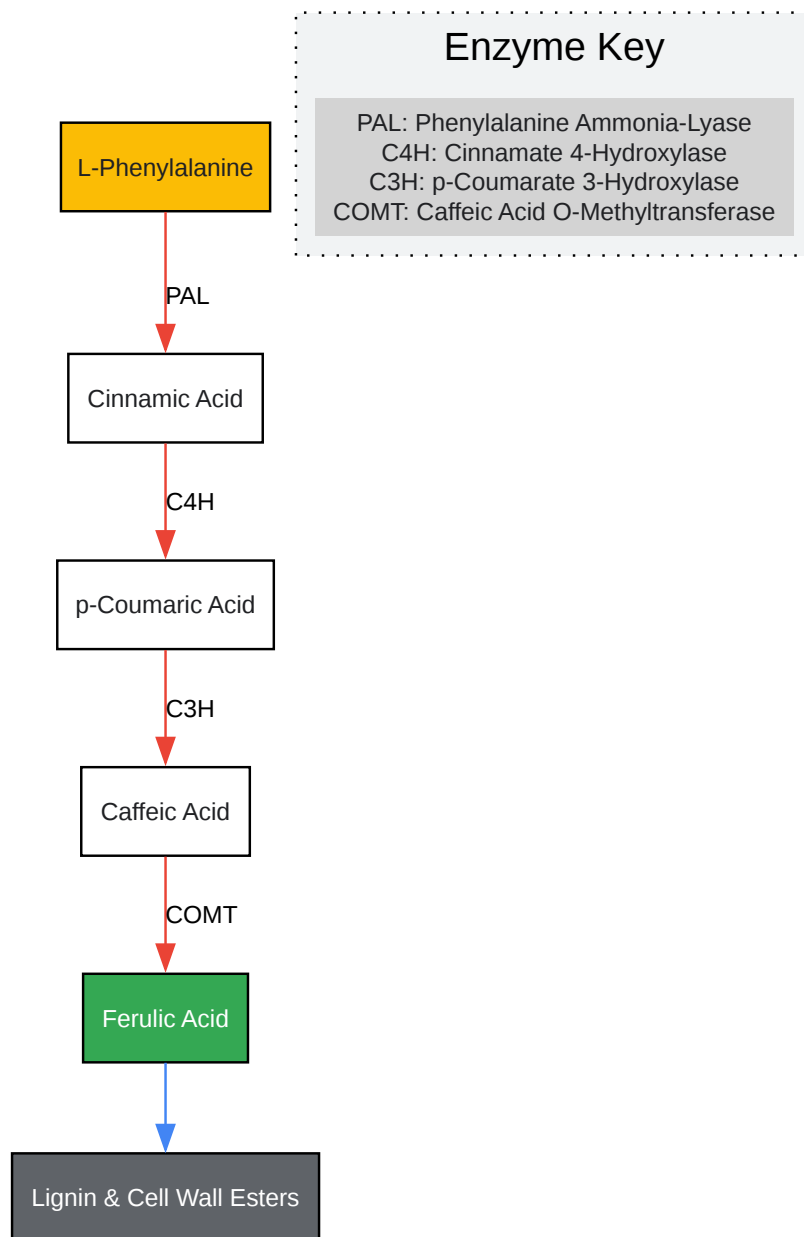 Enzyme Key
PAL: Phenylalanine Ammonia-Lyase
C4H: Cinnamate 4-Hydroxylase
C3H: p-Coumarate 3-Hydroxylase
COMT: Caffeic Acid O-Methyltransferase
L-Phenylalanine
PAL
Cinnamic Acid
C4H
p-Coumaric Acid
C3H
Caffeic Acid
COMT
Ferulic Acid
Lignin & Cell Wall Esters